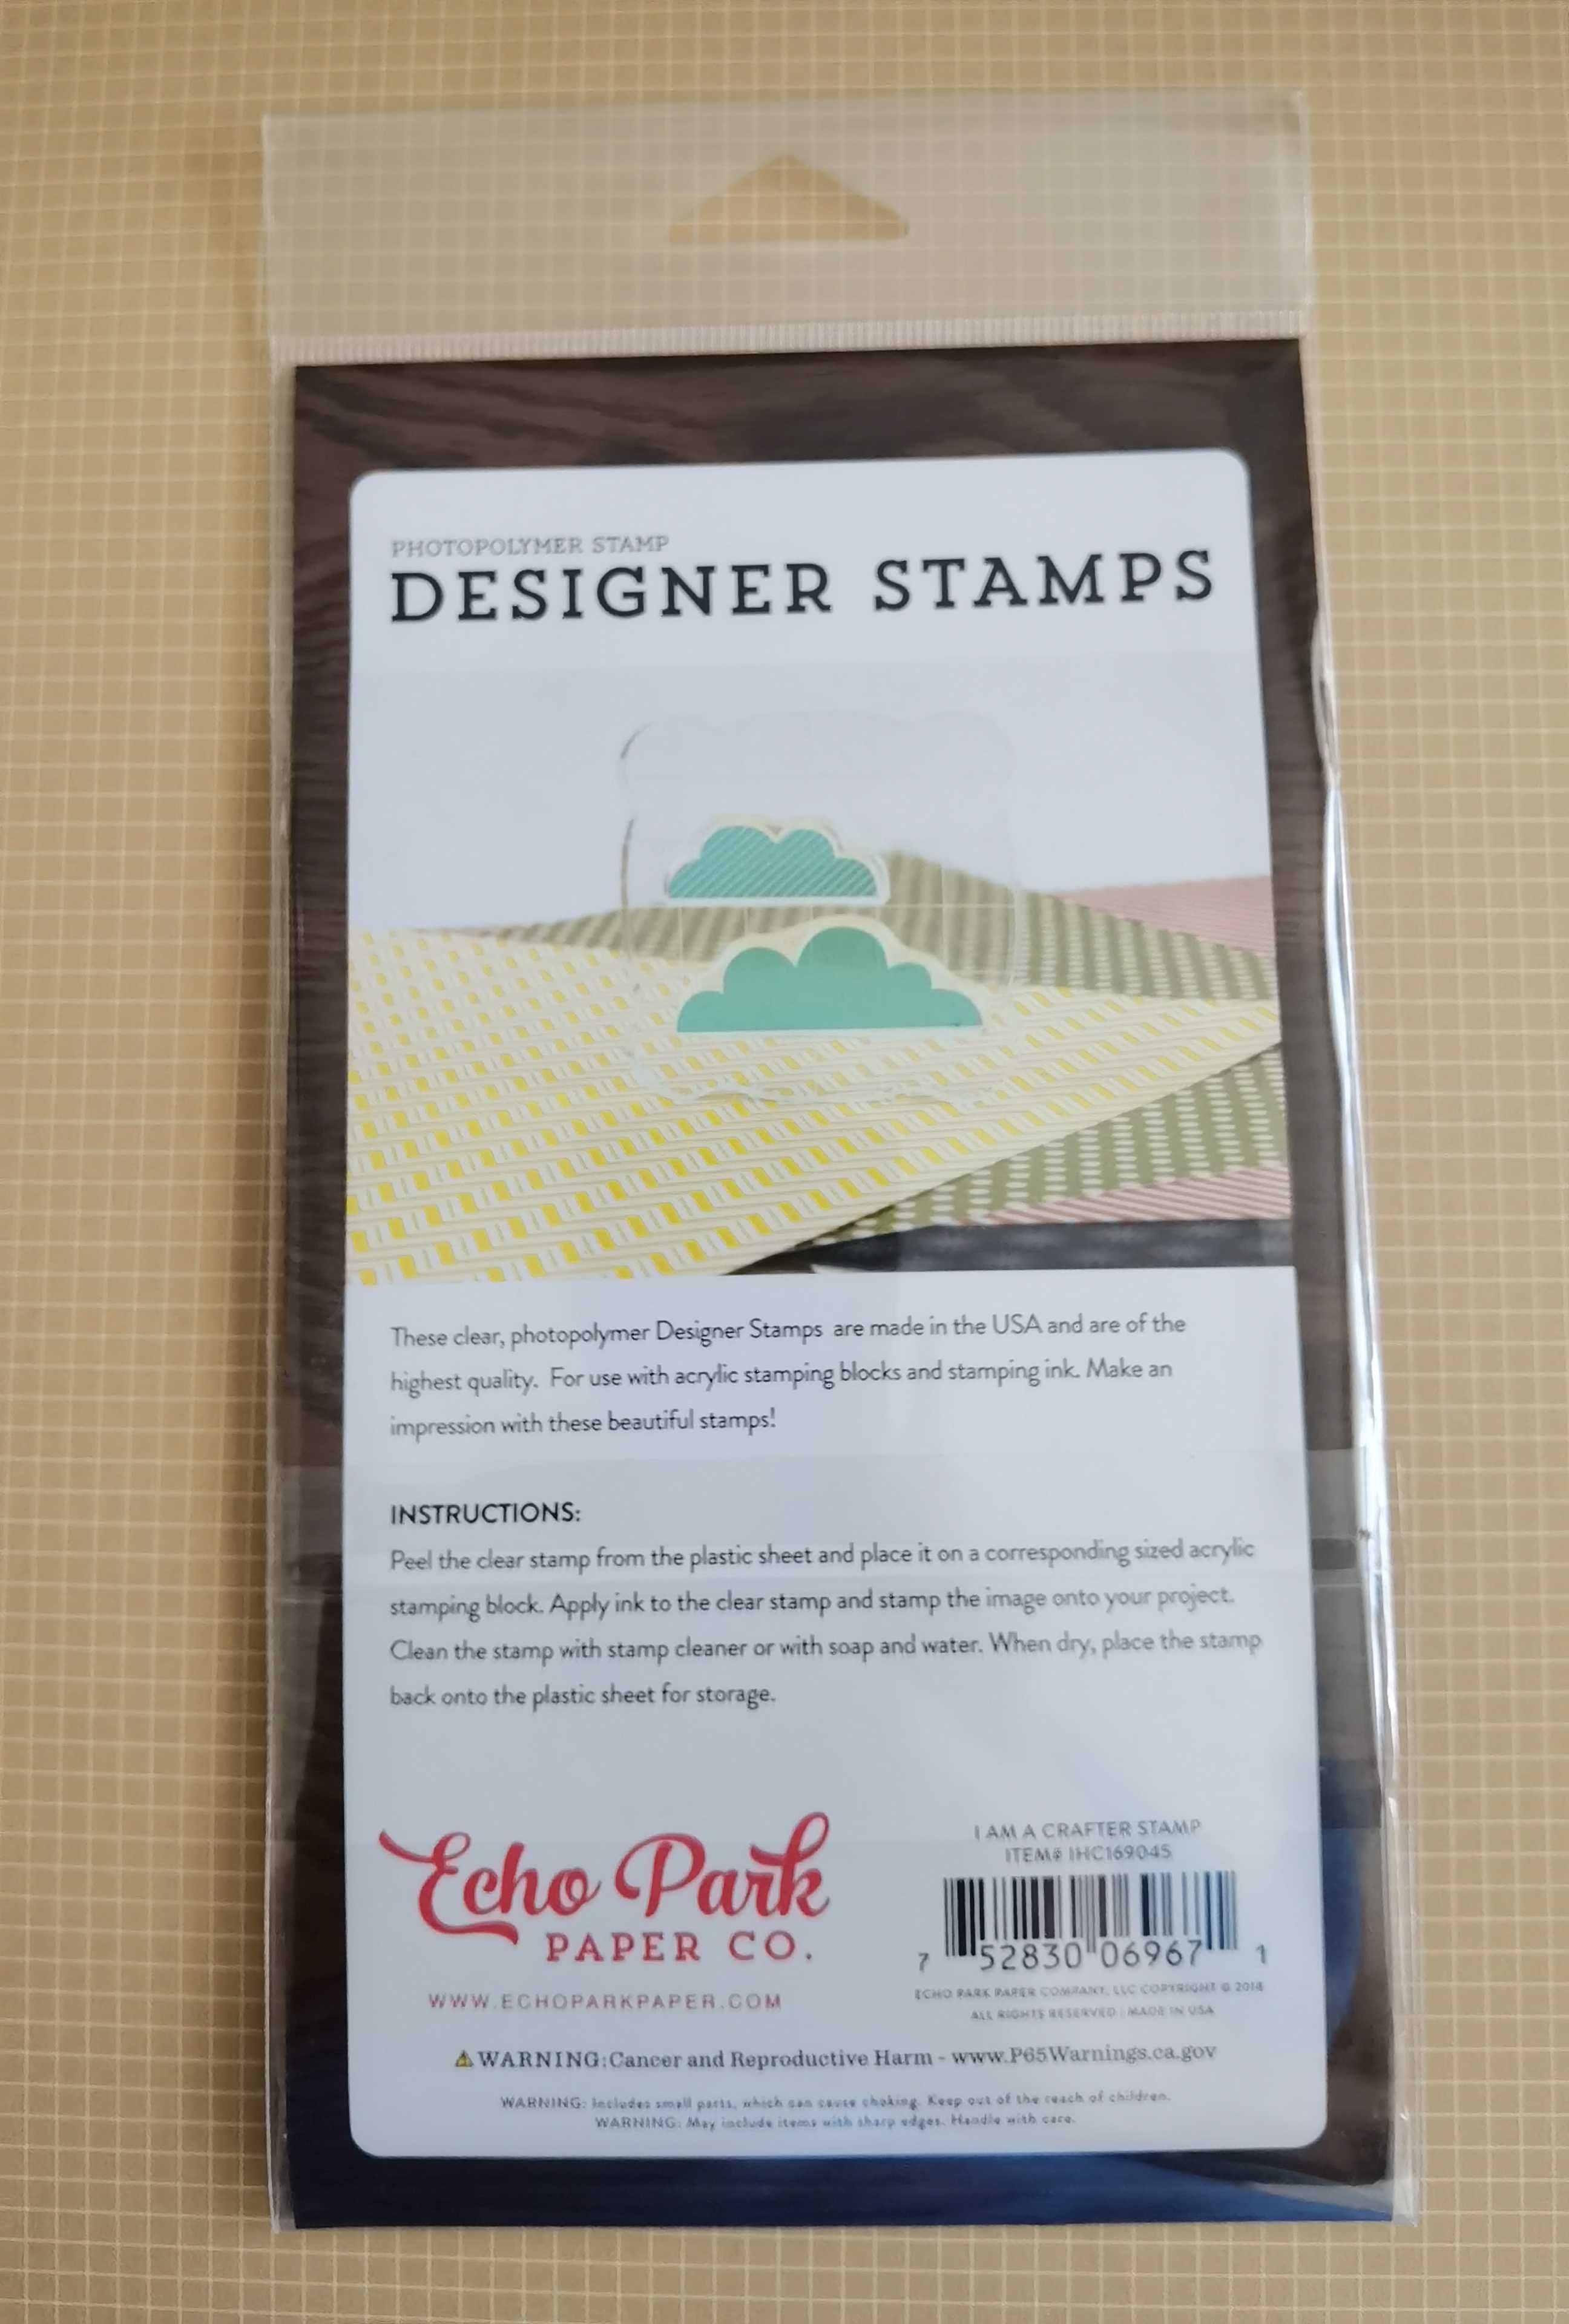 PHOTOPOLYMER STAMP
DESIGNER STAMPS
These clear, photopolymer Designer Stamps are made in the USA and are of the
highest quality. For use with acrylic stamping blocks and stamping ink. Make an
impression with these beautiful stamps!
INSTRUCTIONS:
Peel the clear stamp from the plastic sheet and place it on a corresponding sized acrylic
stamping block. Apply ink to the clear stamp and stamp the image onto your project.
Clean the stamp with stamp cleaner or with soap and water. When dry, place the stamp
back onto the plastic sheet for storage.
Echo Park
PAPER CO.
WWW.ECHOPARKPAPER.COM
I AM A CRAFTER STAMP
ITEM# IHC169045
7 52830 06967 1
ECHO PARK PAPER COMPANY, LLC COPYRIGHT © 2018
ALL RIGHTS RESERVED | MADE IN USA
⚠ WARNING: Cancer and Reproductive Harm - www.P65Warnings.ca.gov
WARNING: Includes small parts, which can cause choking. Keep out of the reach of children.
WARNING: May include items with sharp edges. Handle with care.